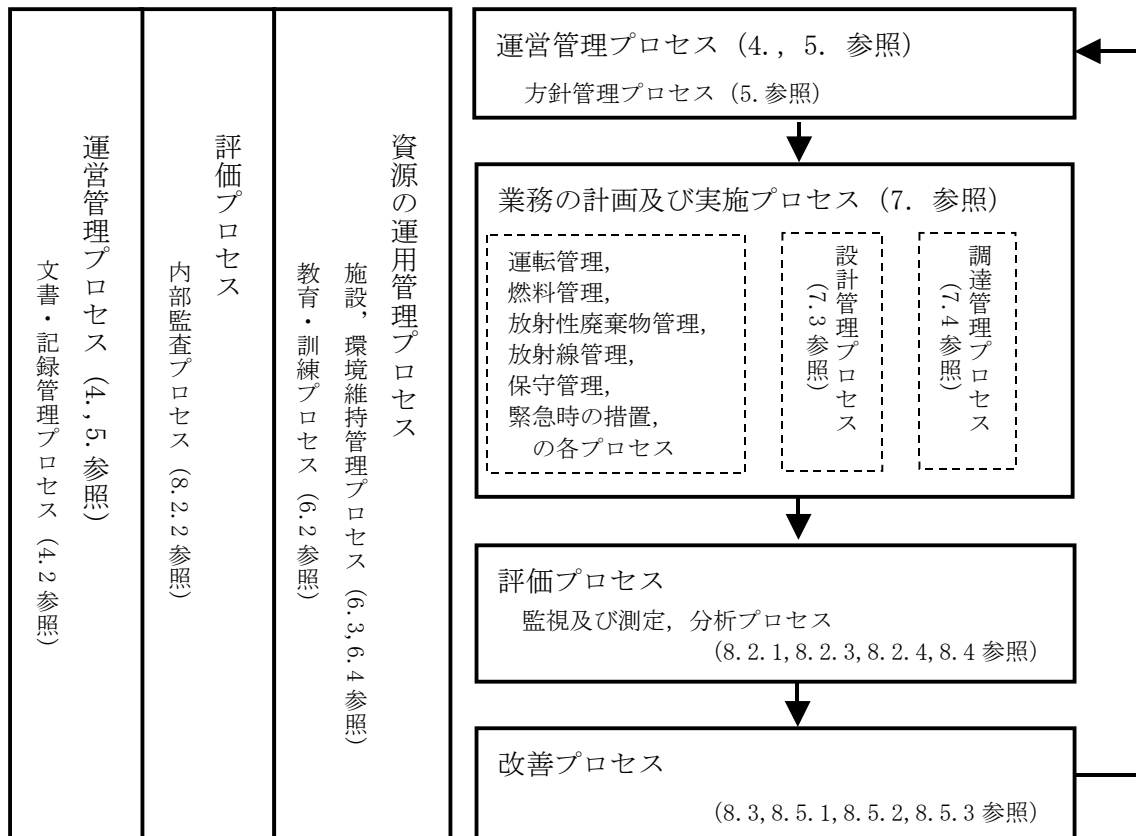 運営管理プロセス（4.,5.参照）
文書・記録管理プロセス（4.2参照）
評価プロセス
内部監査プロセス（8.2.2参照）
資源の運用管理プロセス
施設，環境維持管理プロセス（6.3,6.4参照）
教育・訓練プロセス（6.2参照）
運営管理プロセス（4., 5. 参照）
方針管理プロセス（5.参照）
業務の計画及び実施プロセス（7. 参照）
運転管理，
燃料管理，
放射性廃棄物管理，
放射線管理，
保守管理，
緊急時の措置，
の各プロセス
設計管理プロセス
（7.3参照）
調達管理プロセス
（7.4参照）
評価プロセス
監視及び測定，分析プロセス
（8.2.1,8.2.3,8.2.4,8.4参照）
改善プロセス
（8.3,8.5.1,8.5.2,8.5.3参照）